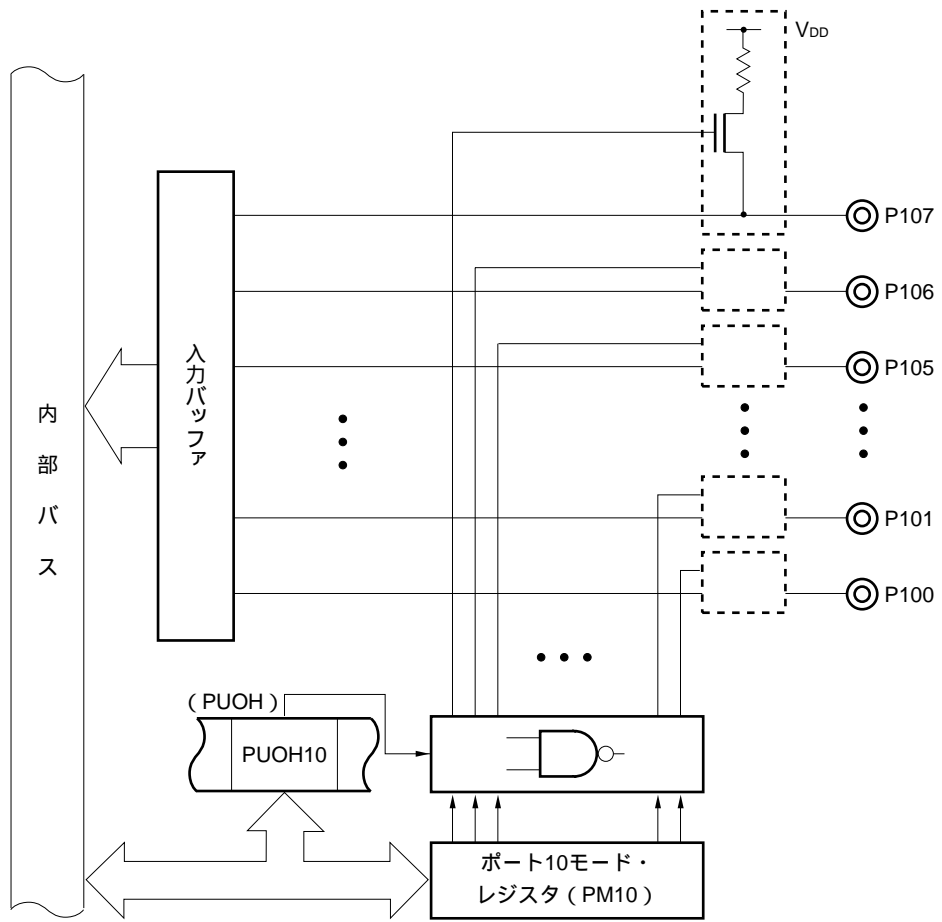 VDD
P107
P106
P105
入力バッファ
内部バス
P101
P100
（PUOH）
PUOH10
ポート10モード・
レジスタ（PM10）